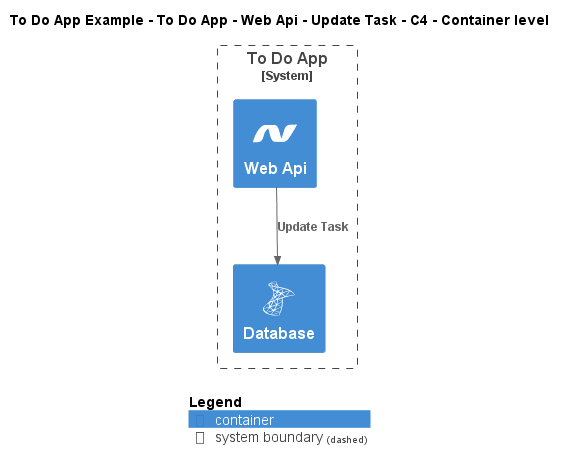 To Do App Example - To Do App - Web Api - Update Task - C4 - Container level
To Do App
[System]
Web Api
Update Task
Database
Legend
container
system boundary (dashed)